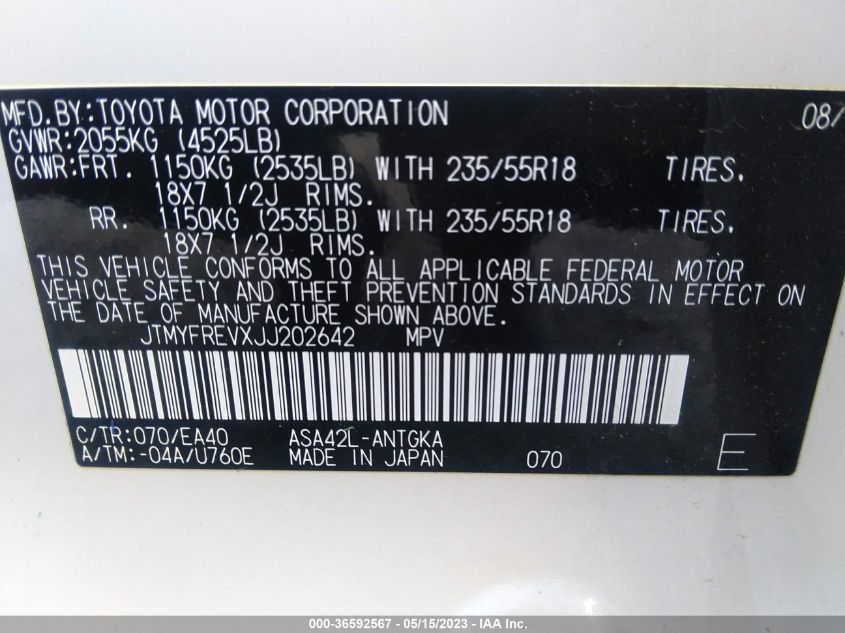 MFD.BY:TOYOTA MOTOR CORPORATION 08/
GVWR:2055KG (4525LB)
GAWR:FRT. 1150KG (2535LB) WITH 235/55R18 TIRES.
18X7 1/2J RIMS.
RR. 1150KG (2535LB) WITH 235/55R18 TIRES.
18X7 1/2J RIMS.
THIS VEHICLE CONFORMS TO ALL APPLICABLE FEDERAL MOTOR
VEHICLE SAFETY AND THEFT PREVENTION STANDARDS IN EFFECT ON
THE DATE OF MANUFACTURE SHOWN ABOVE.
JTMYFREVXJJ202642 MPV
C/TR:070/EA40 ASA42L-ANTGKA
A/TM:-04A/U760E MADE IN JAPAN 070 E
000-36592567 - 05/15/2023 - IAA Inc.